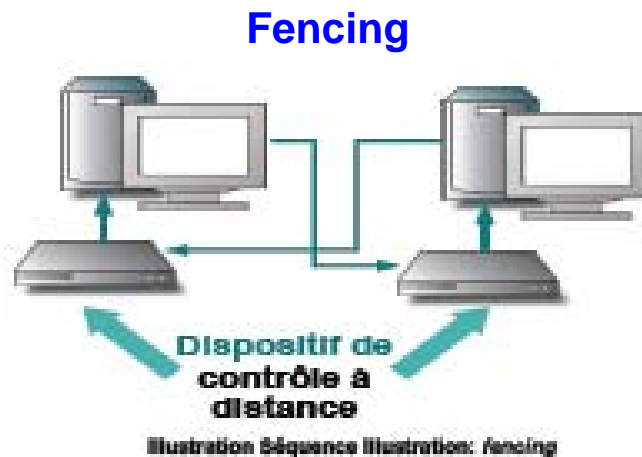 Fencing
Dispositif de
contrôle à
distance
Illustration Séquence Illustration: fencing